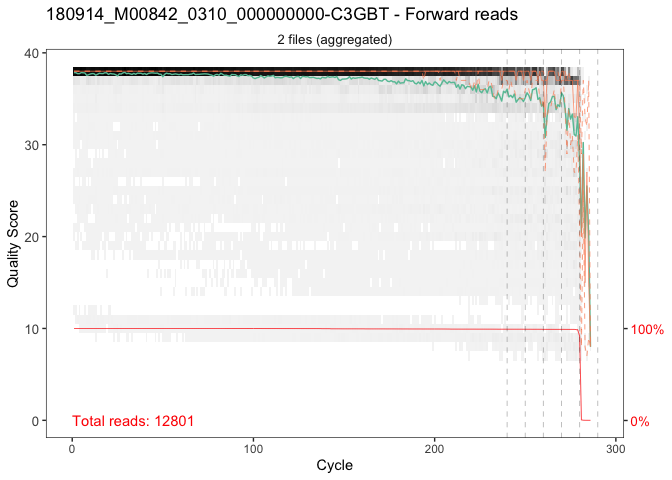 180914_M00842_0310_000000000-C3GBT - Forward reads
2 files (aggregated)
40
30
20
10
0
Quality Score
100%
0%
Total reads: 12801
0
100
200
300
Cycle